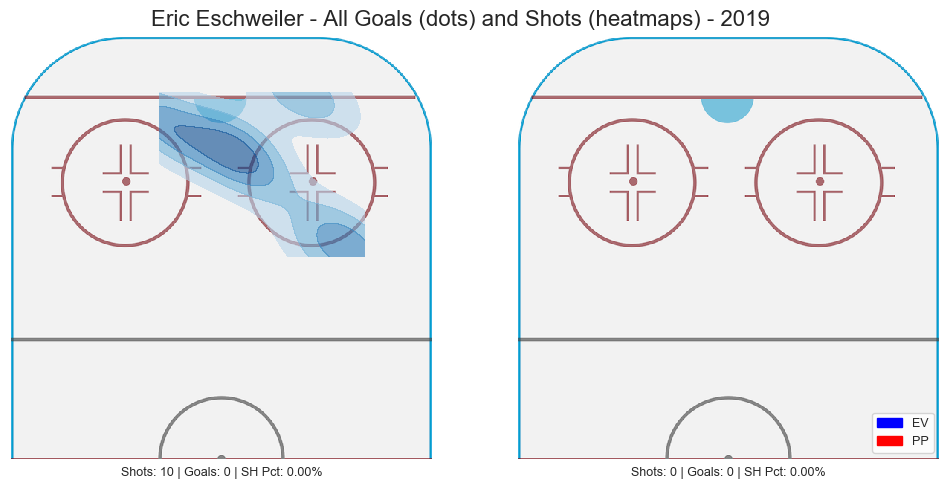 Eric Eschweiler - All Goals (dots) and Shots (heatmaps) - 2019
EV
PP
Shots: 10 | Goals: 0 | SH Pct: 0.00%
Shots: 0 | Goals: 0 | SH Pct: 0.00%